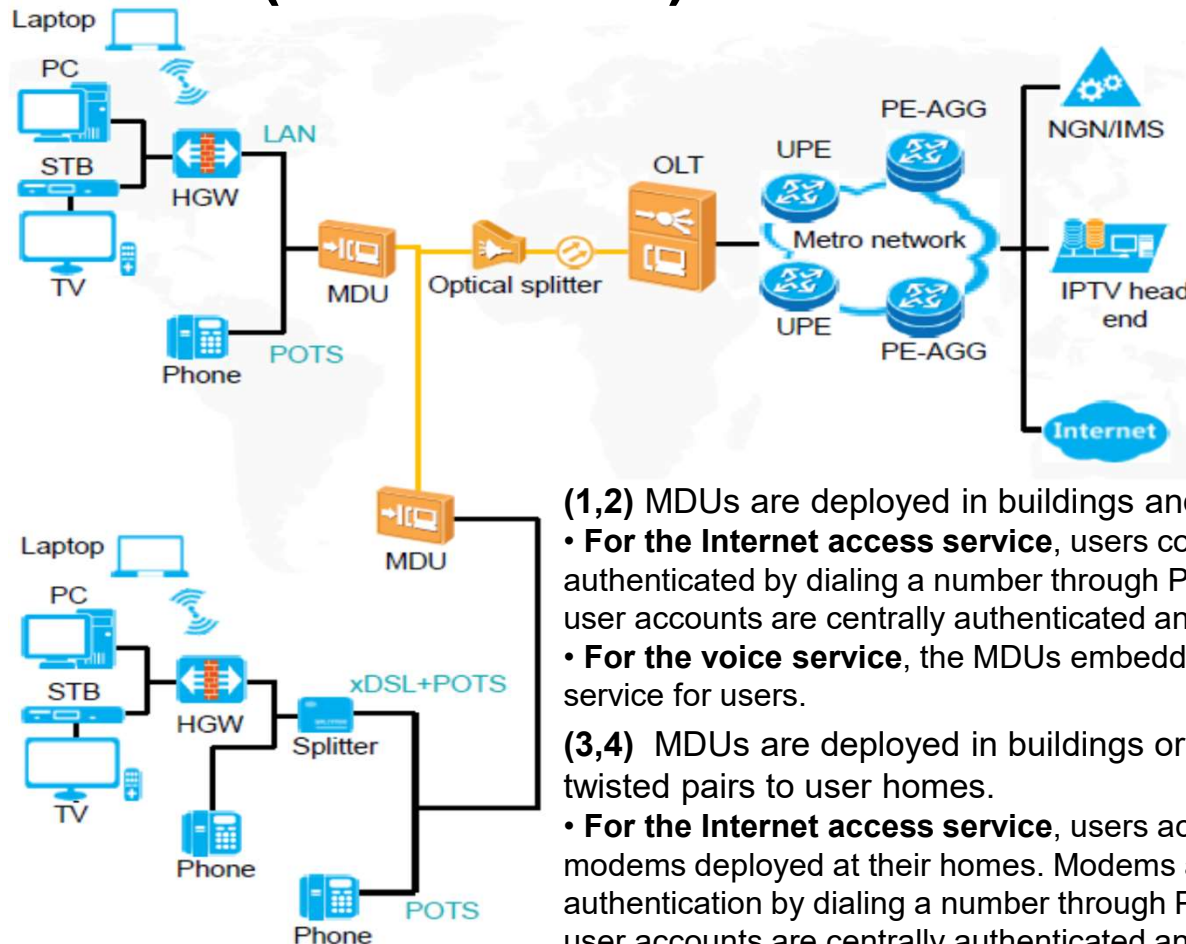 Laptop
PC
STB
TV
HGW
LAN
POTS
Phone
MDU
Optical splitter
OLT
UPE
PE-AGG
Metro network
UPE
PE-AGG
NGN/IMS
IPTV head
end
Internet
MDU
Laptop
PC
STB
TV
HGW
xDSL+POTS
Splitter
Phone
POTS
Phone
(1,2) MDUs are deployed in buildings
• For the Internet access service, users
authenticated by dialing a number through
user accounts are centrally authenticated
• For the voice service, the MDUs
service for users.
(3,4) MDUs are deployed in buildings or
twisted pairs to user homes.
• For the Internet access service, users
modems deployed at their homes. Modems
authentication by dialing a number through
user accounts are centrally authenticated